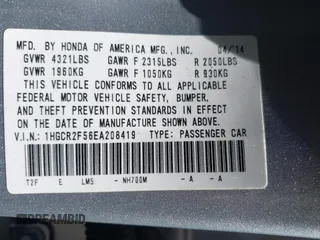 MFD. BY HONDA OF AMERICA MFG., INC. 04/14
GVWR 4321LBS GAWR F 2315LBS R 2050LBS
GVWR 1960KG GAWR F 1050KG R 930KG
THIS VEHICLE CONFORMS TO ALL APPLICABLE
FEDERAL MOTOR VEHICLE SAFETY, BUMPER,
AND THEFT PREVENTION STANDARDS IN EFFECT
ON THE DATE OF MANUFACTURE SHOWN ABOVE.
V.I.N: 1HGCR2F56EA208419 TYPE: PASSENGER CAR
T2F E LM5 - NH700M - A - A
DREAMBID